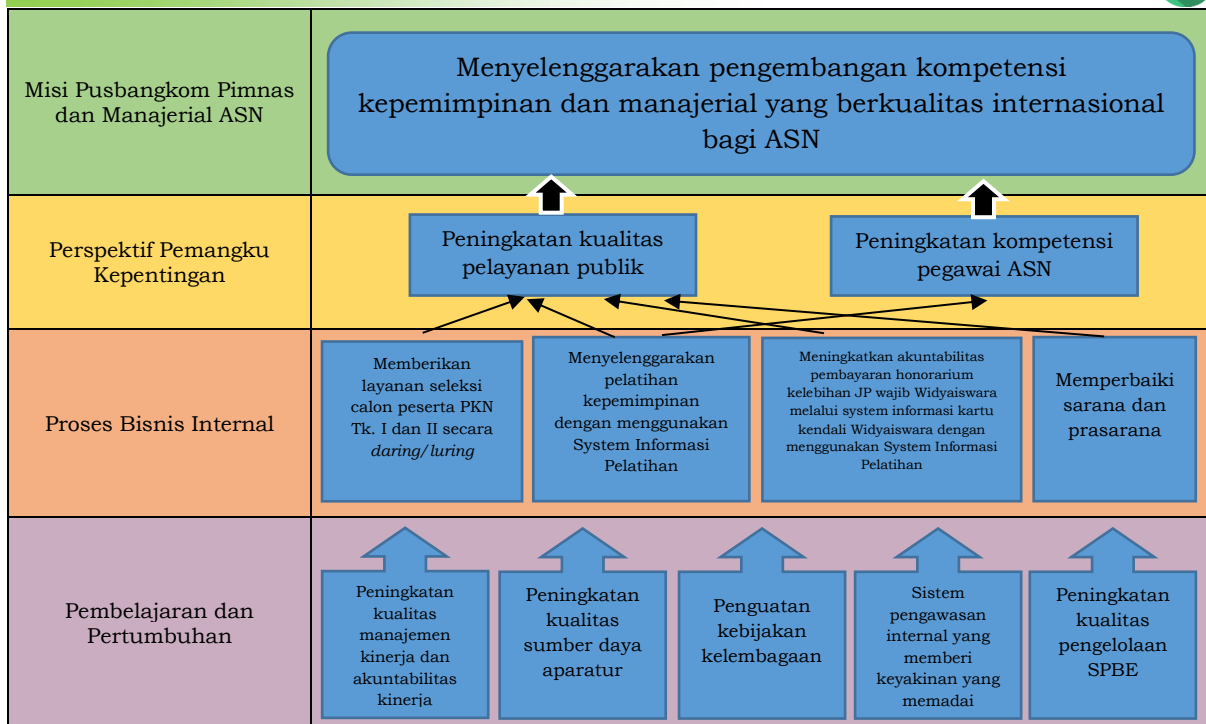 Misi Pusbangkom Pimnas
dan Manajerial ASN
Menyelenggarakan pengembangan kompetensi
kepemimpinan dan manajerial yang berkualitas internasional
bagi ASN
Perspektif Pemangku
Kepentingan
Peningkatan kualitas
pelayanan publik
Peningkatan kompetensi
pegawai ASN
Proses Bisnis Internal
Memberikan
layanan seleksi
calon peserta PKN
Tk. I dan II secara
daring/luring
Menyelenggarakan
pelatihan
kepemimpinan
dengan menggunakan
System Informasi
Pelatihan
Meningkatkan akuntabilitas
pembayaran honorarium
kelebihan JP wajib Widyaiswara
melalui system informasi kartu
kendali Widyaiswara dengan
menggunakan System Informasi
Pelatihan
Memperbaiki
sarana dan
prasarana
Pembelajaran dan
Pertumbuhan
Peningkatan
kualitas
manajemen
kinerja dan
akuntabilitas
kinerja
Peningkatan
kualitas
sumber daya
aparatur
Penguatan
kebijakan
kelembagaan
Sistem
pengawasan
internal yang
memberi
keyakinan yang
memadai
Peningkatan
kualitas
pengelolaan
SPBE